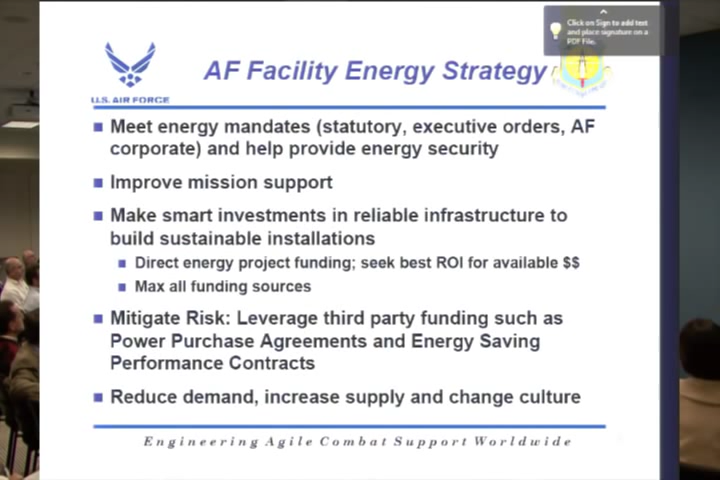 Click on Sign to add text
and place signature on a
PDF File.
AF Facility Energy Strategy
U.S. AIR FORCE
Meet energy mandates (statutory, executive orders, AF
corporate) and help provide energy security
Improve mission support
Make smart investments in reliable infrastructure to
build sustainable installations
Direct energy project funding; seek best ROI for available $$
Max all funding sources
Mitigate Risk: Leverage third party funding such as
Power Purchase Agreements and Energy Saving
Performance Contracts
Reduce demand, increase supply and change culture
Engineering Agile Combat Support Worldwide